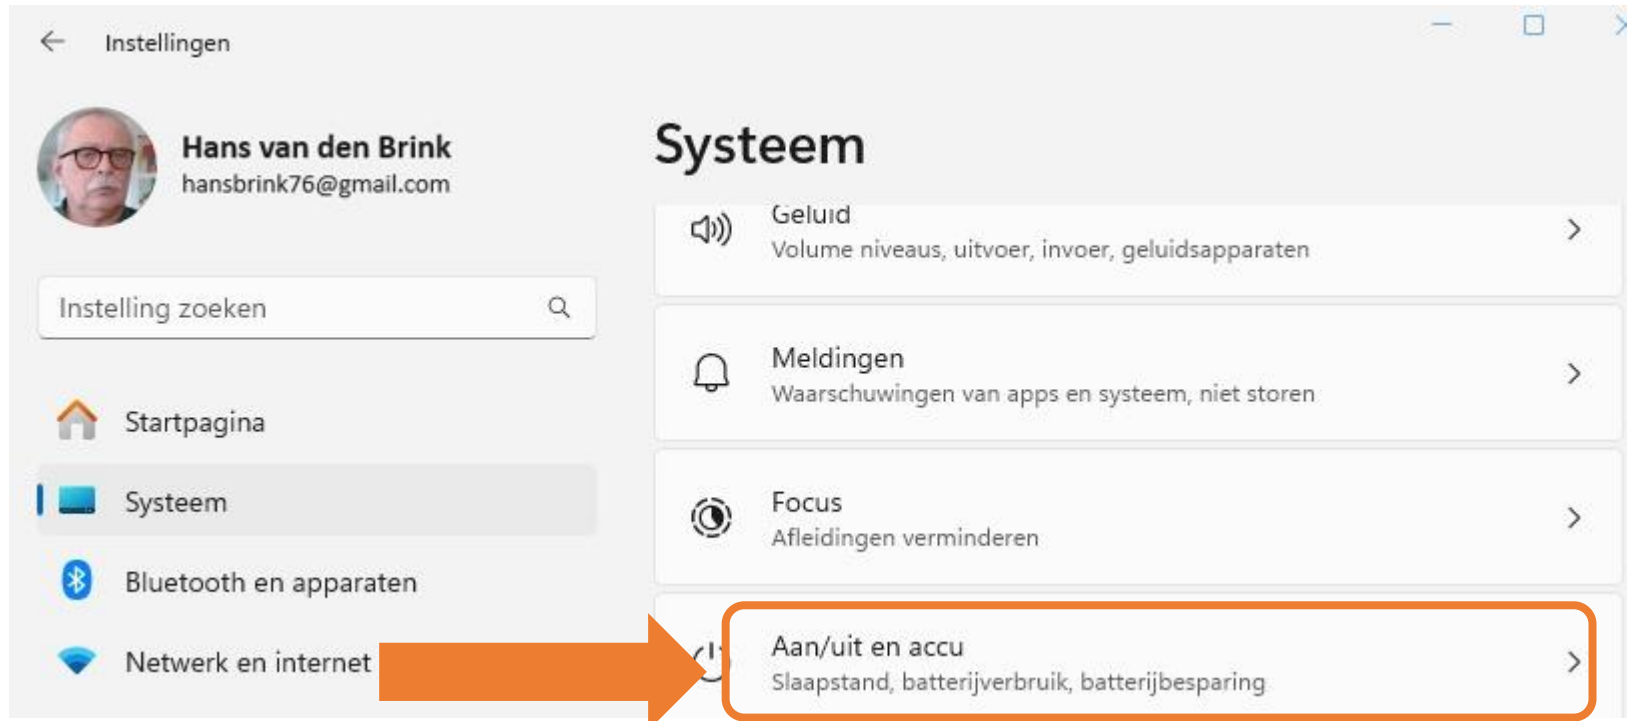 Instellingen
Hans van den Brink
hansbrink76@gmail.com
Instelling zoeken
Startpagina
Systeem
Bluetooth en apparaten
Netwerk en internet
Systeem
Geluid
Volume niveaus, uitvoer, invoer, geluidsapparaten
Meldingen
Waarschuwingen van apps en systeem, niet storen
Focus
Afleidingen verminderen
Aan/uit en accu
Slaapstand, batterijverbruik, batterijbesparing